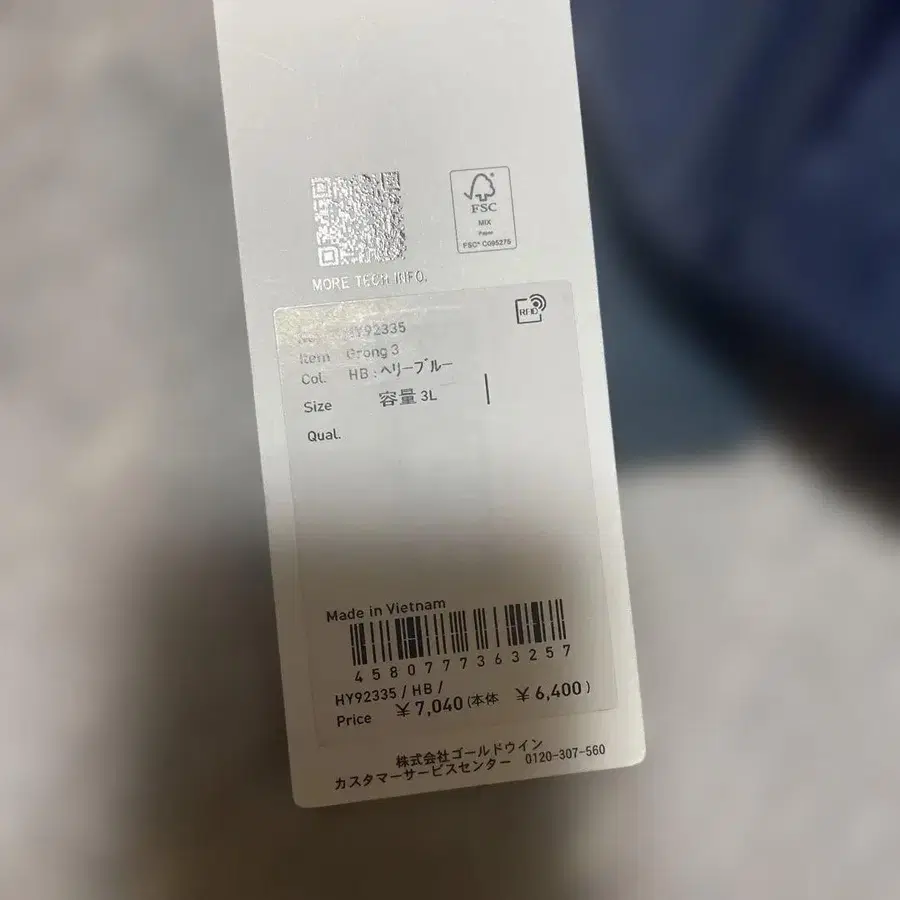 FSC
MIX
Paper
FSC® C095275
MORE TECH INFO.
RFID
HY92335
Item Grong 3
Col. HB : ヘリーブルー
Size 容量 3L
Qual.
Made in Vietnam
4580777363257
HY92335 / HB /
Price ¥7,040 (本体 ¥6,400)
株式会社ゴールドウイン
カスタマーサービスセンター 0120-307-560